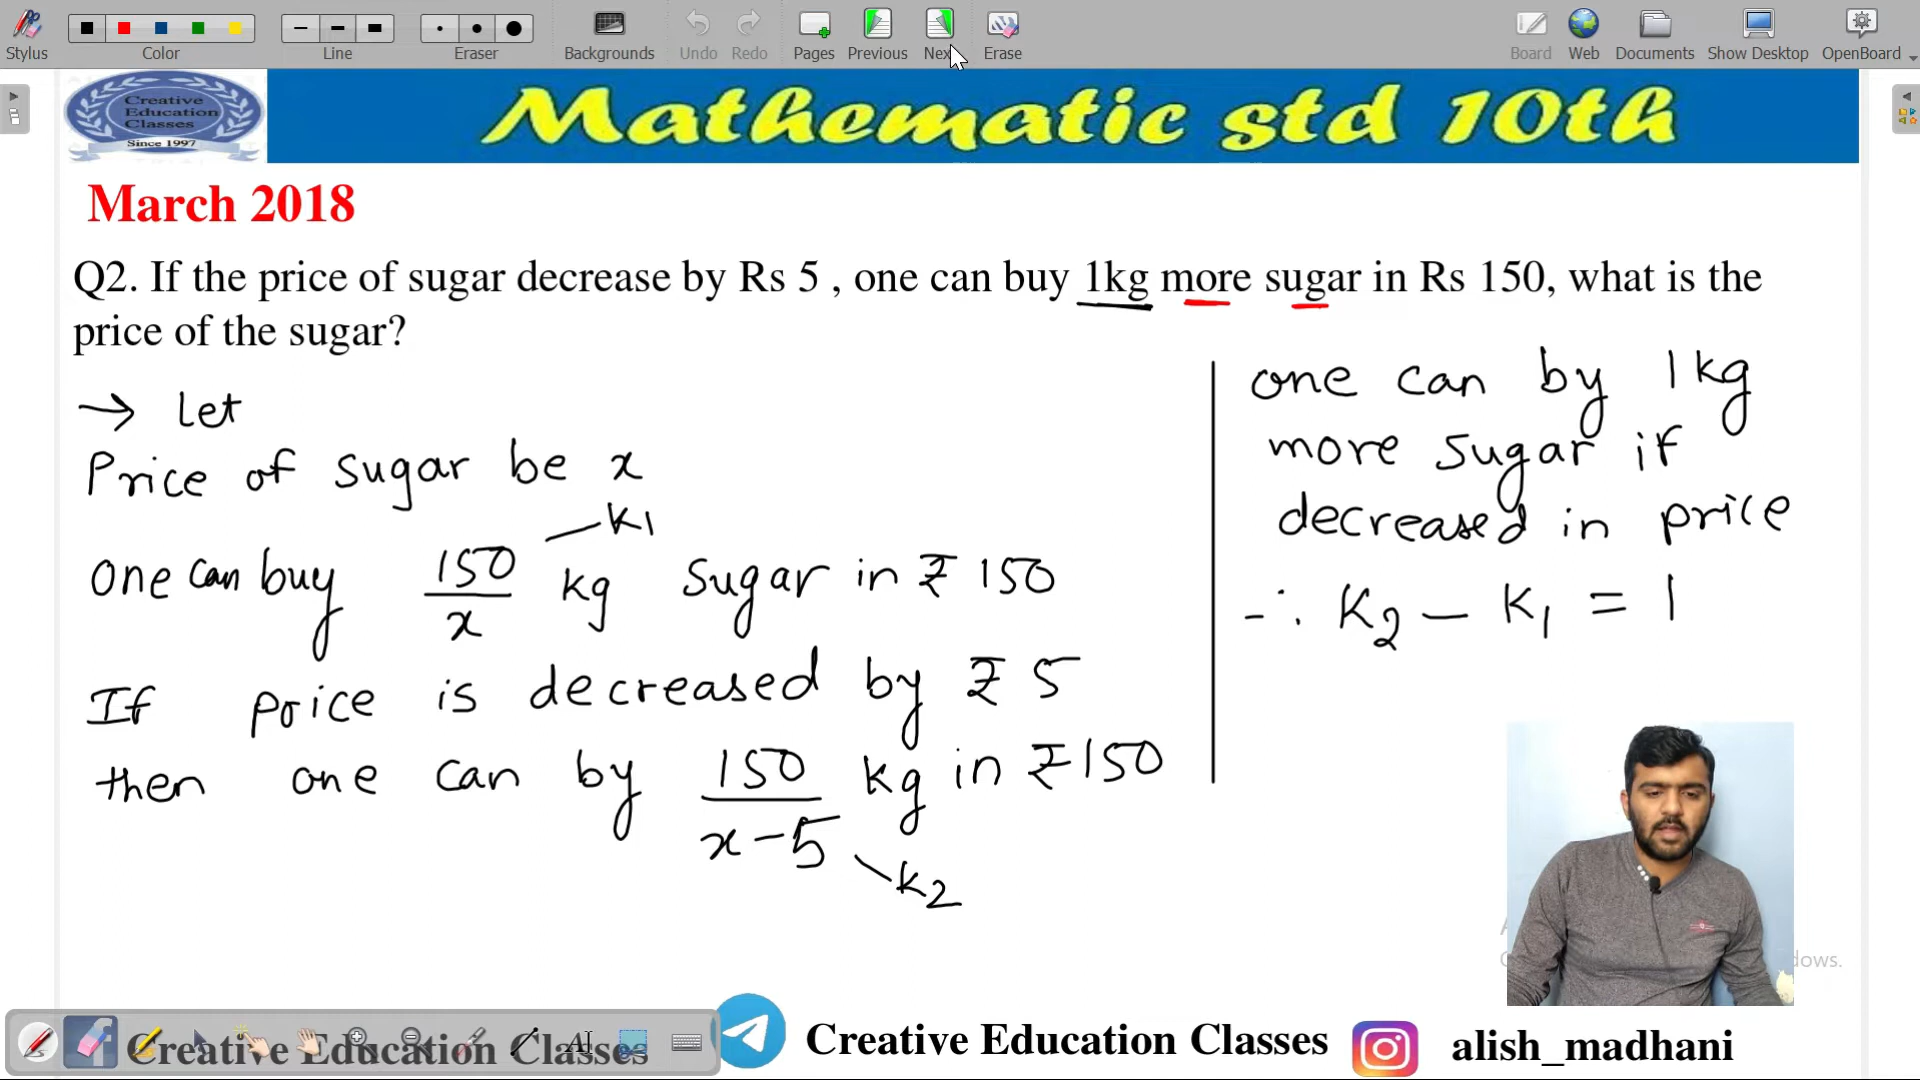 Stylus Color Line Eraser Backgrounds Undo Redo Pages Previous Next Erase Board Web Documents Show Desktop OpenBoard
Creative
Education
Classes
Since 1997
Mathematic std 10th
March 2018
Q2. If the price of sugar decrease by Rs 5 , one can buy 1kg more sugar in Rs 150, what is the
price of the sugar?
→ Let
Price of sugar be x
K1
One can buy 150/x kg sugar in ₹ 150
If price is decreased by ₹ 5
then one can by 150/x-5 kg in ₹150
K2
one can by 1kg
more sugar if
decreased in price
∴ K2 - K1 = 1
dows.
Creative Education Classes
Creative Education Classes
alish_madhani